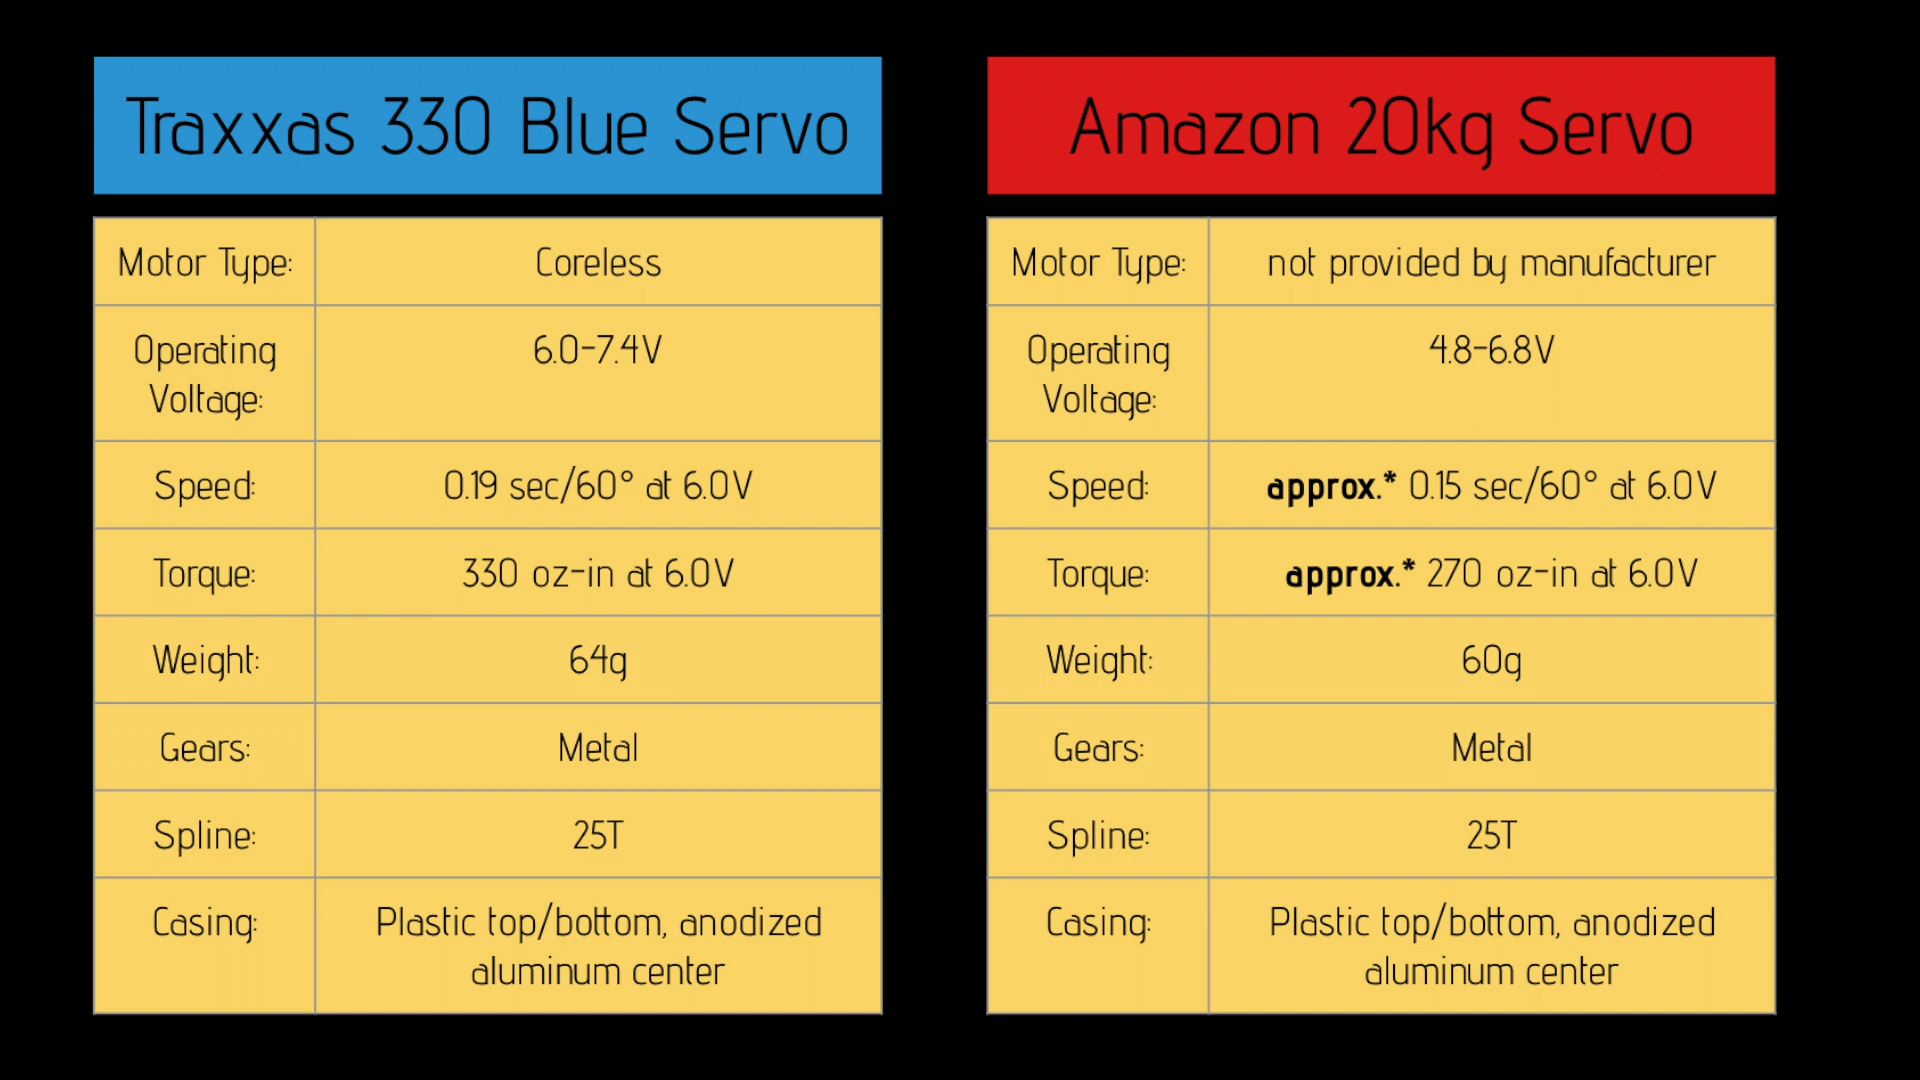 Traxxas 330 Blue Servo
Motor Type: Coreless
Operating Voltage: 6.0-7.4V
Speed: 0.19 sec/60° at 6.0V
Torque: 330 oz-in at 6.0V
Weight: 64g
Gears: Metal
Spline: 25T
Casing: Plastic top/bottom, anodized
aluminum center
Amazon 20kg Servo
Motor Type: not provided by manufacturer
Operating Voltage: 4.8-6.8V
Speed: approx.* 0.15 sec/60° at 6.0V
Torque: approx.* 270 oz-in at 6.0V
Weight: 60g
Gears: Metal
Spline: 25T
Casing: Plastic top/bottom, anodized
aluminum center